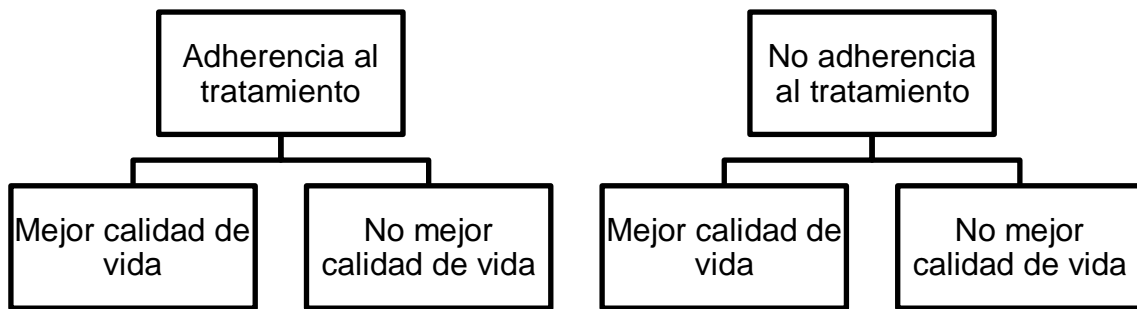 Adherencia al
tratamiento
No adherencia
al tratamiento
Mejor calidad de
vida
No mejor
calidad de vida
Mejor calidad de
vida
No mejor
calidad de vida